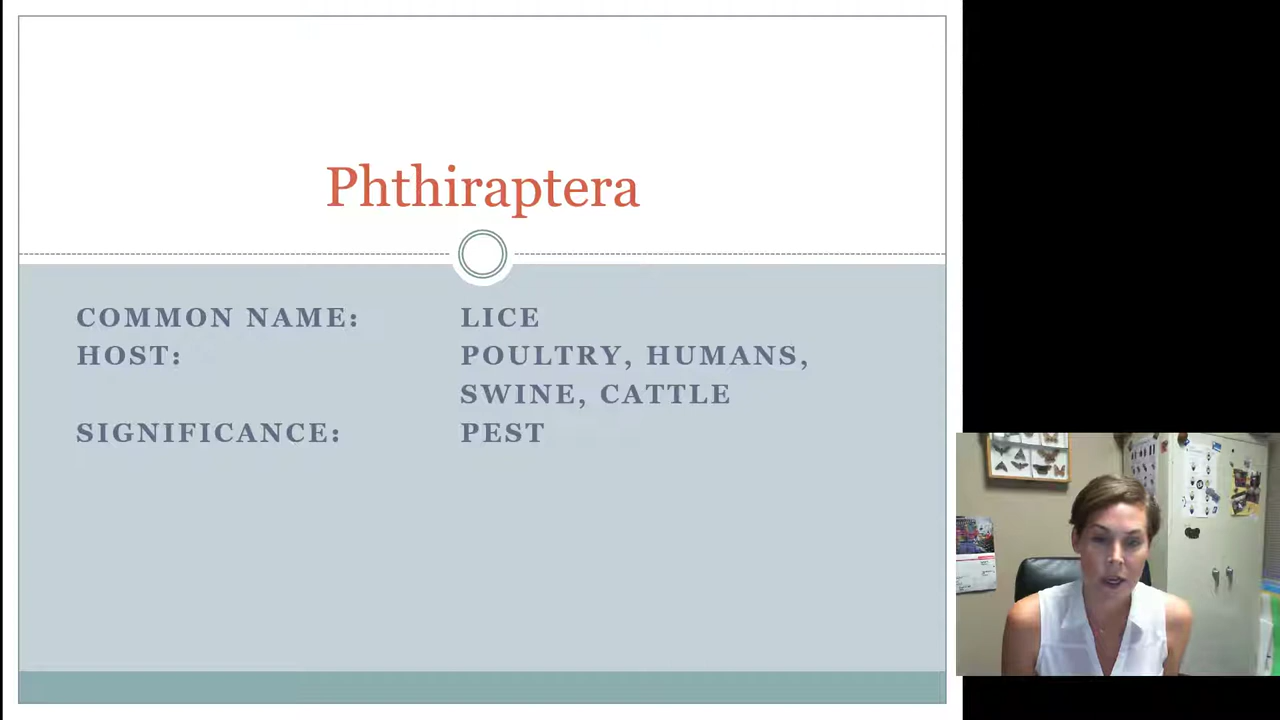 Phthiraptera
COMMON NAME: LICE
HOST: POULTRY, HUMANS,
SWINE, CATTLE
SIGNIFICANCE: PEST